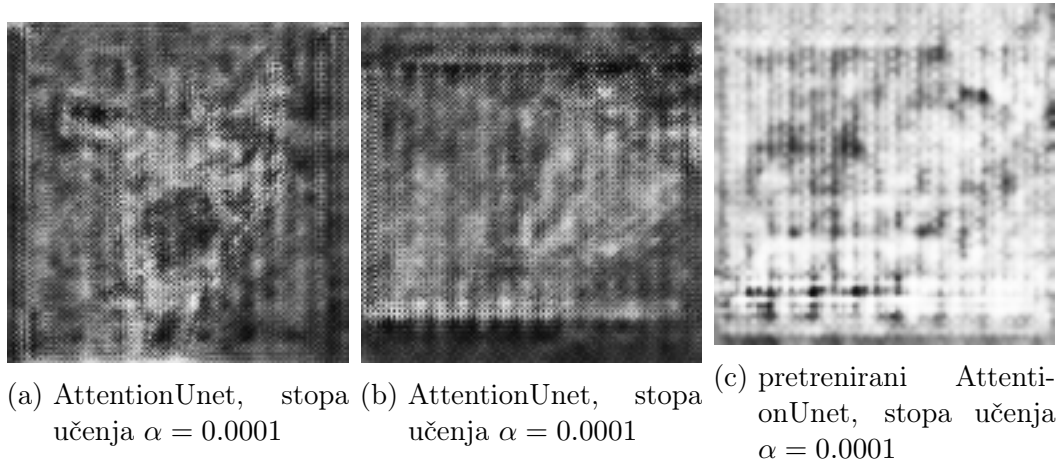 (a) AttentionUnet, stopa
učenja α = 0.0001
(b) AttentionUnet, stopa
učenja α = 0.0001
(c) pretrenirani Attenti-
onUnet, stopa učenja
α = 0.0001